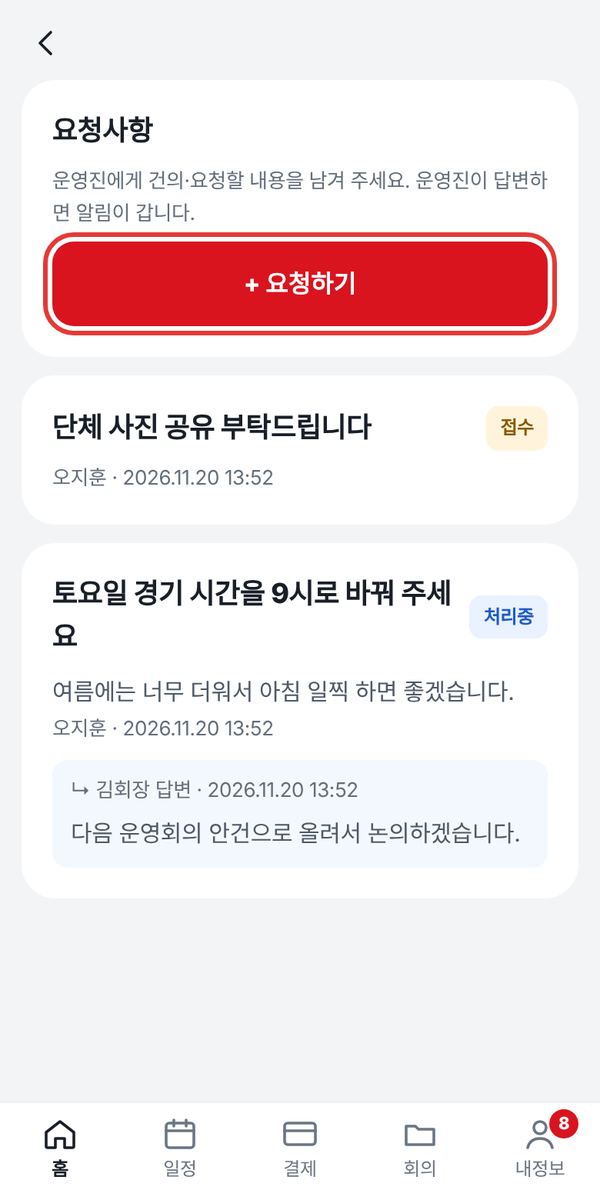 요청사항
운영진에게 건의·요청할 내용을 남겨 주세요. 운영진이 답변하
면 알림이 갑니다.
+ 요청하기
단체 사진 공유 부탁드립니다
접수
오지훈 · 2026.11.20 13:52
토요일 경기 시간을 9시로 바꿔 주세
요
처리중
여름에는 너무 더워서 아침 일찍 하면 좋겠습니다.
오지훈 · 2026.11.20 13:52
↳ 김회장 답변 · 2026.11.20 13:52
다음 운영회의 안건으로 올려서 논의하겠습니다.
8
홈 일정 결제 회의 내정보